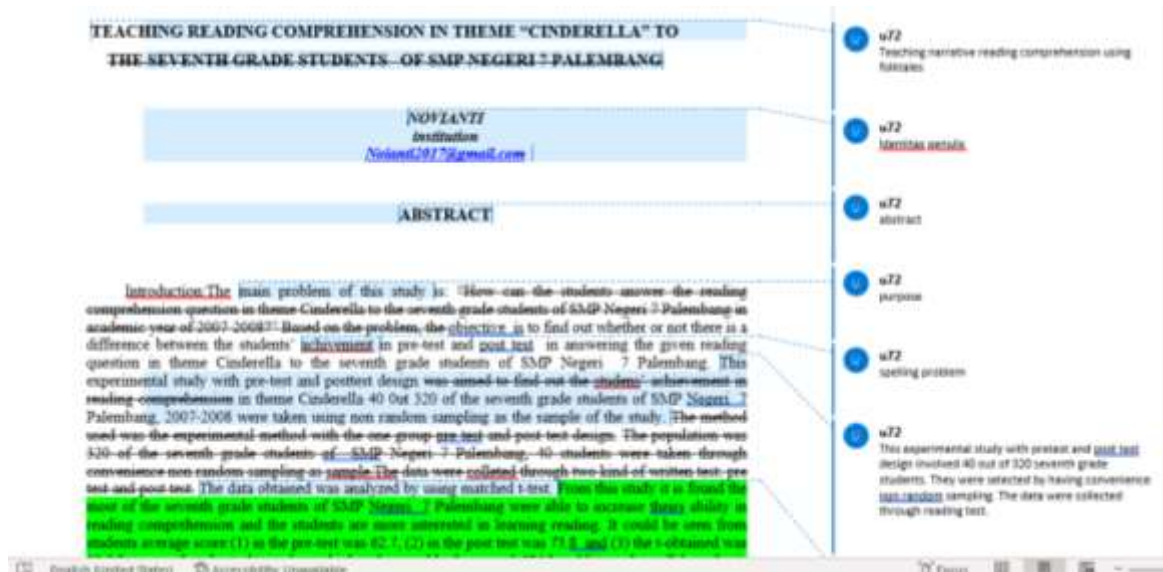 TEACHING READING COMPREHENSION IN THEME “CINDERELLA” TO
THE SEVENTH GRADE STUDENTS OF SMP NEGERI 7 PALEMBANG
NOVIANTI
institution
ABSTRACT
Introduction:The main problem of this study is: "How can the students answer the reading
comprehension question in theme Cinderella to the seventh grade students of SMP Negeri 7 Palembang in
academic year of 2007-2008?" Based on the problem, the objective is to find out whether or not there is a
difference between the students' achivement in pre-test and post test in answering the given reading
question in theme Cinderella to the seventh grade students of SMP Negeri 7 Palembang. This
experimental study with pre-test and posttest design was aimed to find out the studens' achievement in
reading comprehension in theme Cinderella 40 0ut 320 of the seventh grade students of SMP Negeri 7
Palembang, 2007-2008 were taken using non random sampling as the sample of the study. The method
used was the experimental method with the one group pre test and post test design. The population was
320 of the seventh grade students of SMP Negeri 7 Palembang, 40 students were taken through
convenience non random sampling as sample.The data were colleted through two kind of written test: pre
test and post test. The data obtained was analyzed by using matched t-test. From this study it is found the
most of the seventh grade students of SMP Negeri 7 Palembang were able to increase theirs ability in
reading comprehension and the students are more interested in learning reading. It could be seen from
students average score (1) in the pre-test was 62.7, (2) in the post test was and (3) the t-obtained was
u72
Teaching narrative reading comprehension using
folktales
u72
Identitas penulis
u72
abstract
u72
purpose
u72
spelling problem
u72
This experimental study with pretest and post test
design involved 40 out of 320 seventh grade
students. They were selected by having convenience
non random sampling. The data were collected
through reading test.
English (United States) Accessibility: Unavailable
Focus